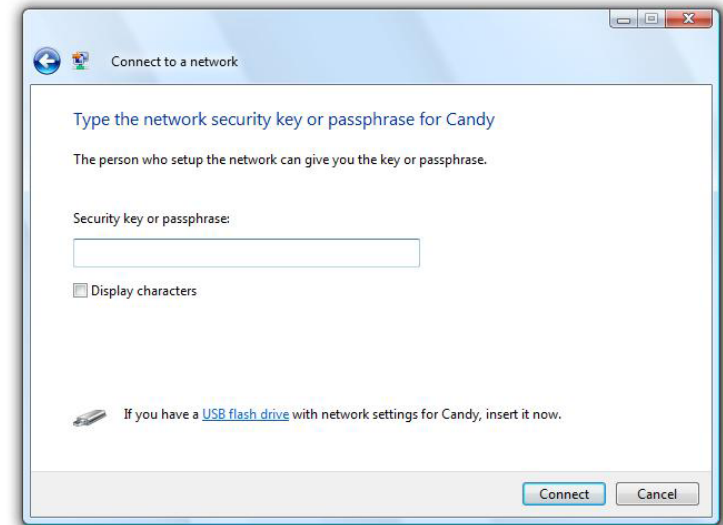 Connect to a network
Type the network security key or passphrase for Candy
The person who setup the network can give you the key or passphrase.
Security key or passphrase:
Display characters
If you have a USB flash drive with network settings for Candy, insert it now.
Connect Cancel